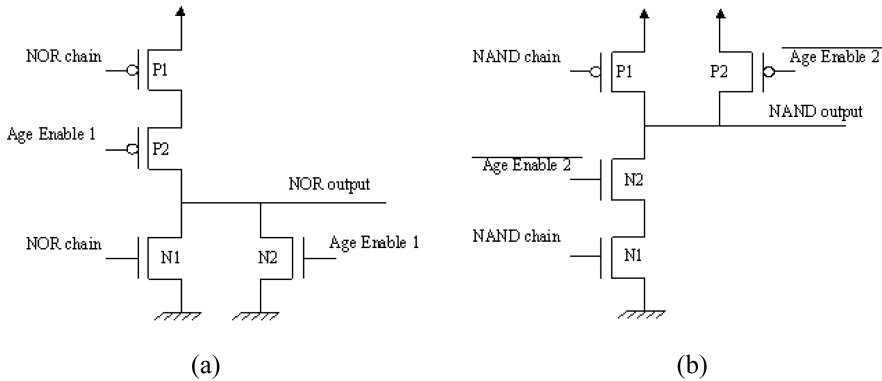 NOR chain
P1
Age Enable 1
P2
NOR output
NOR chain
N1
N2
Age Enable 1
(a)
NAND chain
P1
P2
Age Enable 2
NAND output
Age Enable 2
N2
NAND chain
N1
(b)